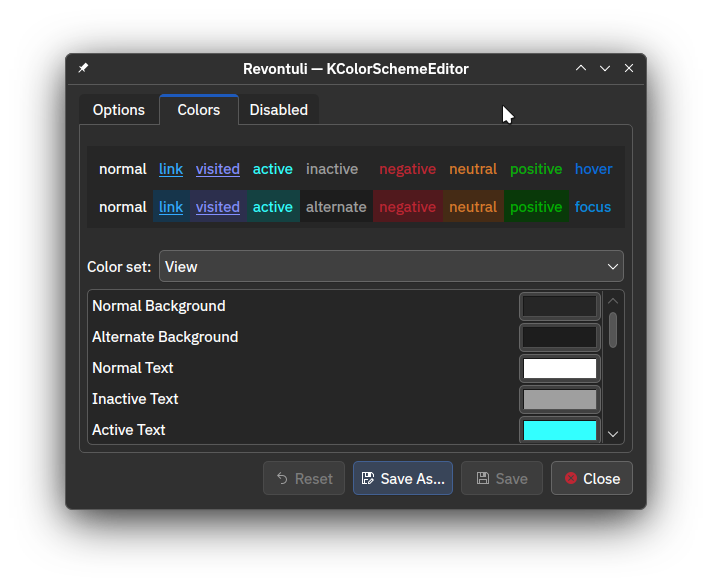 Revontuli — KColorSchemeEditor
Options Colors Disabled
normal link visited active inactive negative neutral positive hover
normal link visited active alternate negative neutral positive focus
Color set: View
Normal Background
Alternate Background
Normal Text
Inactive Text
Active Text
Reset Save As... Save Close